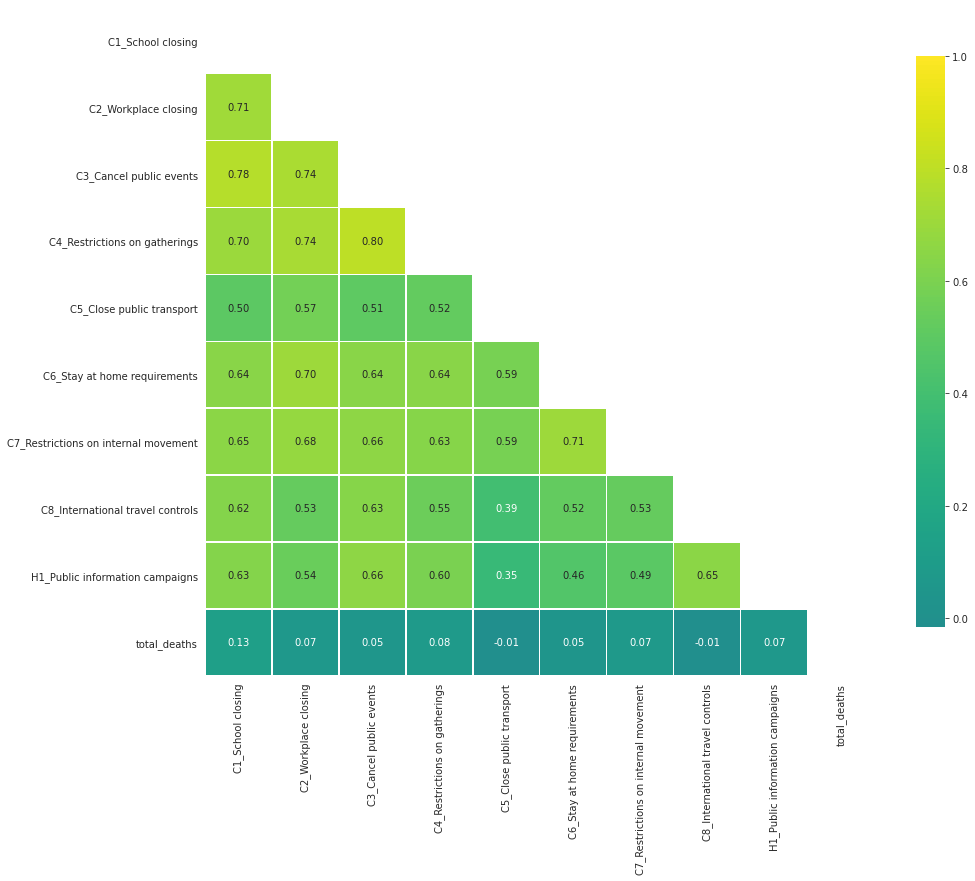 C1_School closing
C2_Workplace closing 0.71
C3_Cancel public events 0.78 0.74
C4_Restrictions on gatherings 0.70 0.74 0.80
C5_Close public transport 0.50 0.57 0.51 0.52
C6_Stay at home requirements 0.64 0.70 0.64 0.64 0.59
C7_Restrictions on internal movement 0.65 0.68 0.66 0.63 0.59 0.71
C8_International travel controls 0.62 0.53 0.63 0.55 0.39 0.52 0.53
H1_Public information campaigns 0.63 0.54 0.66 0.60 0.35 0.46 0.49 0.65
total_deaths 0.13 0.07 0.05 0.08 -0.01 0.05 0.07 -0.01 0.07
C1_School closing
C2_Workplace closing
C3_Cancel public events
C4_Restrictions on gatherings
C5_Close public transport
C6_Stay at home requirements
C7_Restrictions on internal movement
C8_International travel controls
H1_Public information campaigns
total_deaths
1.0
0.8
0.6
0.4
0.2
0.0